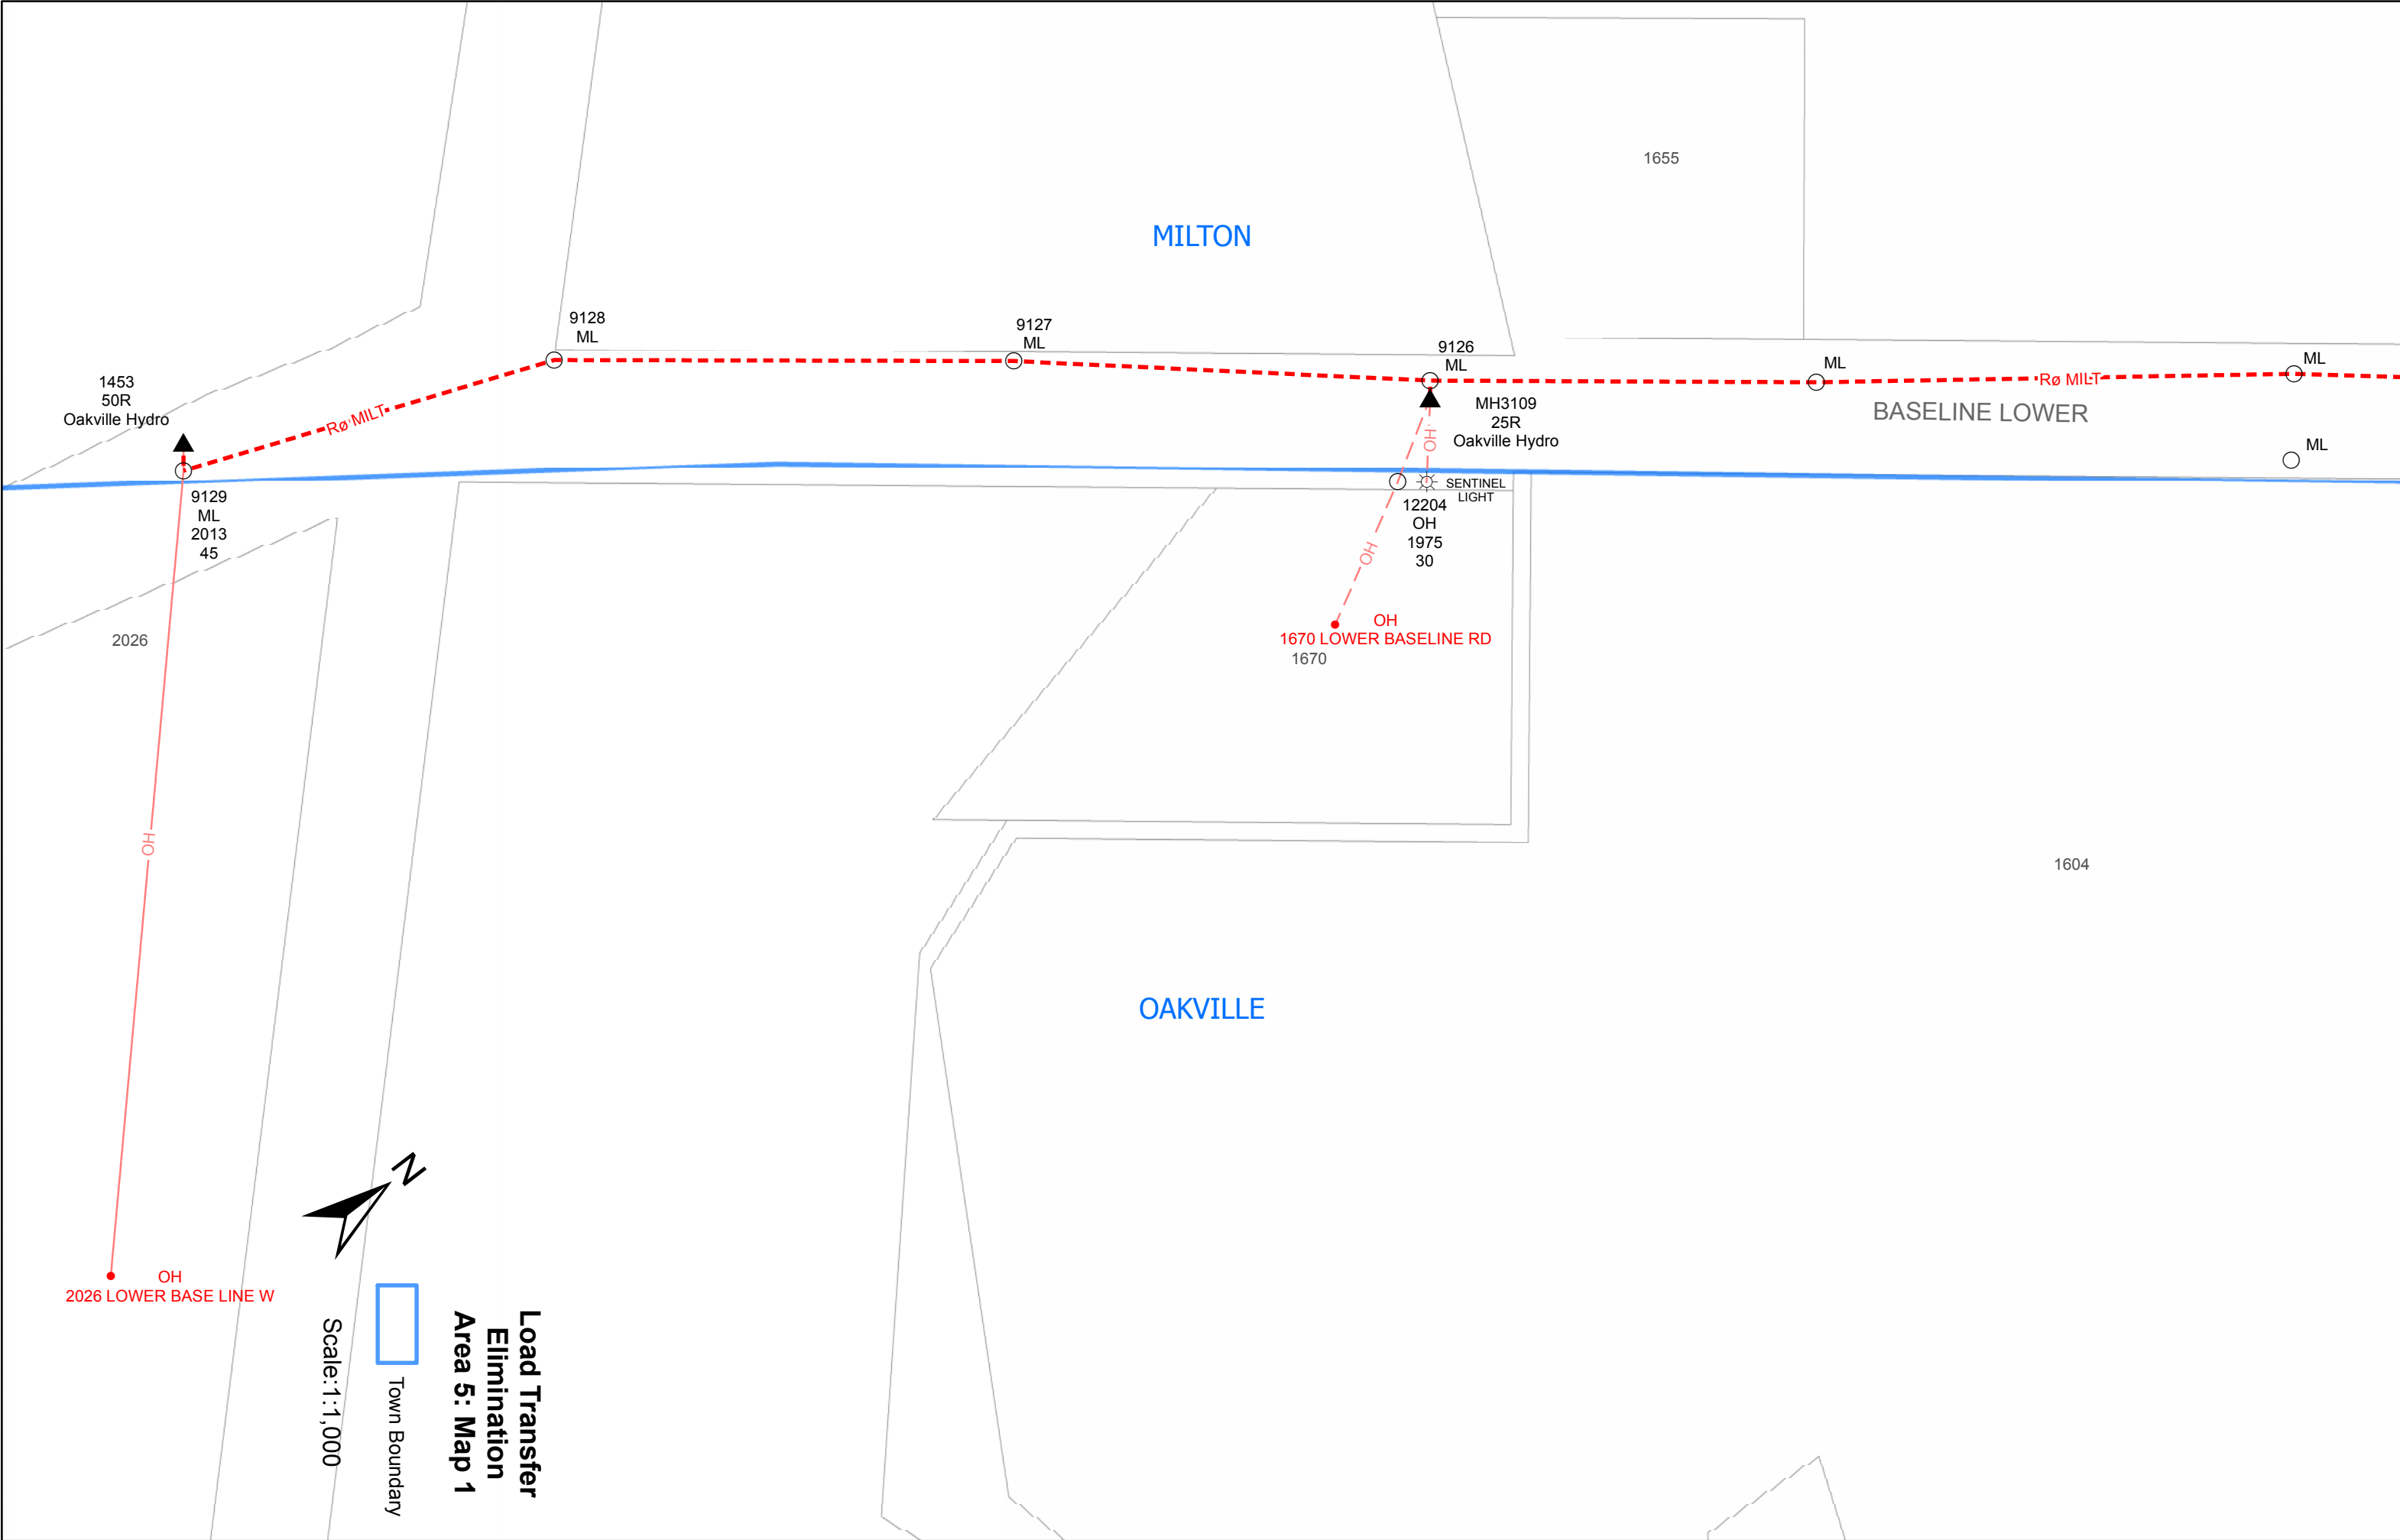 1655
MILTON
9128
ML
9127
ML
9126
ML
ML
ML
1453
50R
Oakville Hydro
Rø MILT
Rø MILT
MH3109
25R
Oakville Hydro
BASELINE LOWER
OH
ML
9129
ML
2013
45
SENTINEL
LIGHT
12204
OH
1975
30
OH
2026
OH
1670 LOWER BASELINE RD
1670
OH
1604
OAKVILLE
N
OH
2026 LOWER BASE LINE W
Load Transfer
Elimination
Area 5: Map 1
Town Boundary
Scale:1:1,000